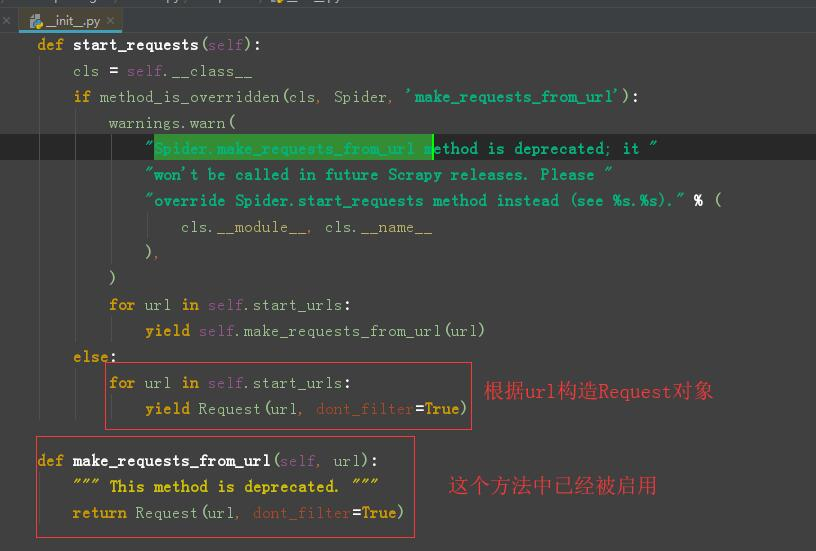 __init__.py
def start_requests(self):
cls = self.__class__
if method_is_overridden(cls, Spider, 'make_requests_from_url'):
warnings.warn(
"Spider.make_requests_from_url method is deprecated; it "
"won't be called in future Scrapy releases. Please "
"override Spider.start_requests method instead (see %s.%s)." % (
cls.__module__, cls.__name__
),
)
for url in self.start_urls:
yield self.make_requests_from_url(url)
else:
for url in self.start_urls:
yield Request(url, dont_filter=True)
根据url构造Request对象
def make_requests_from_url(self, url):
""" This method is deprecated. """
这个方法中已经被启用
return Request(url, dont_filter=True)